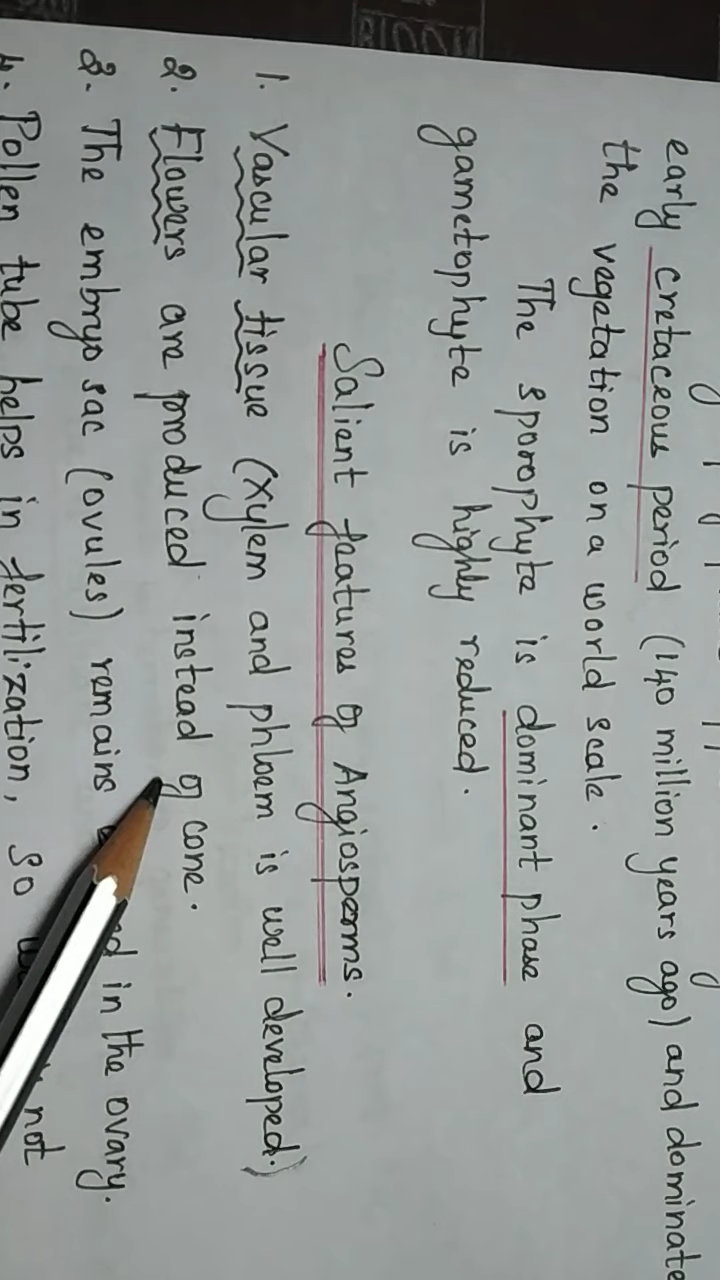 early cretaceous period (140 million years ago) and dominate
the vegetation on a world scale.
The sporophyte is dominant phase and
gametophyte is highly reduced.
Salient features of Angiosperms.
1. Vascular tissue (xylem and phloem is well developed.)
2. Flowers are produced instead of cone.
3. The embryo sac (ovules) remains in the ovary.
4. Pollen tube helps in fertilization, so not